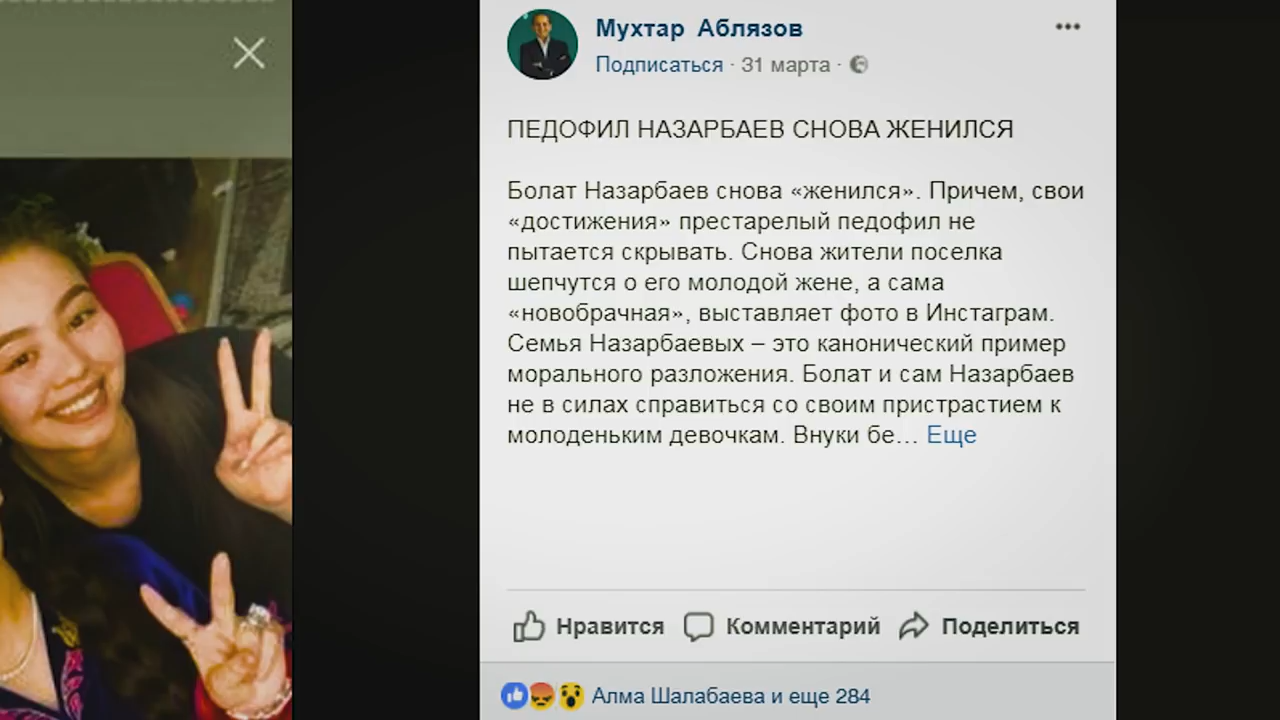 Мухтар Аблязов
Подписаться · 31 марта ·
ПЕДОФИЛ НАЗАРБАЕВ СНОВА ЖЕНИЛСЯ
Болат Назарбаев снова «женился». Причем, свои
«достижения» престарелый педофил не
пытается скрывать. Снова жители поселка
шепчутся о его молодой жене, а сама
«новобрачная», выставляет фото в Инстаграм.
Семья Назарбаевых – это канонический пример
морального разложения. Болат и сам Назарбаев
не в силах справиться со своим пристрастием к
молоденьким девочкам. Внуки бе... Еще
Нравится Комментарий Поделиться
Алма Шалабаева и еще 284